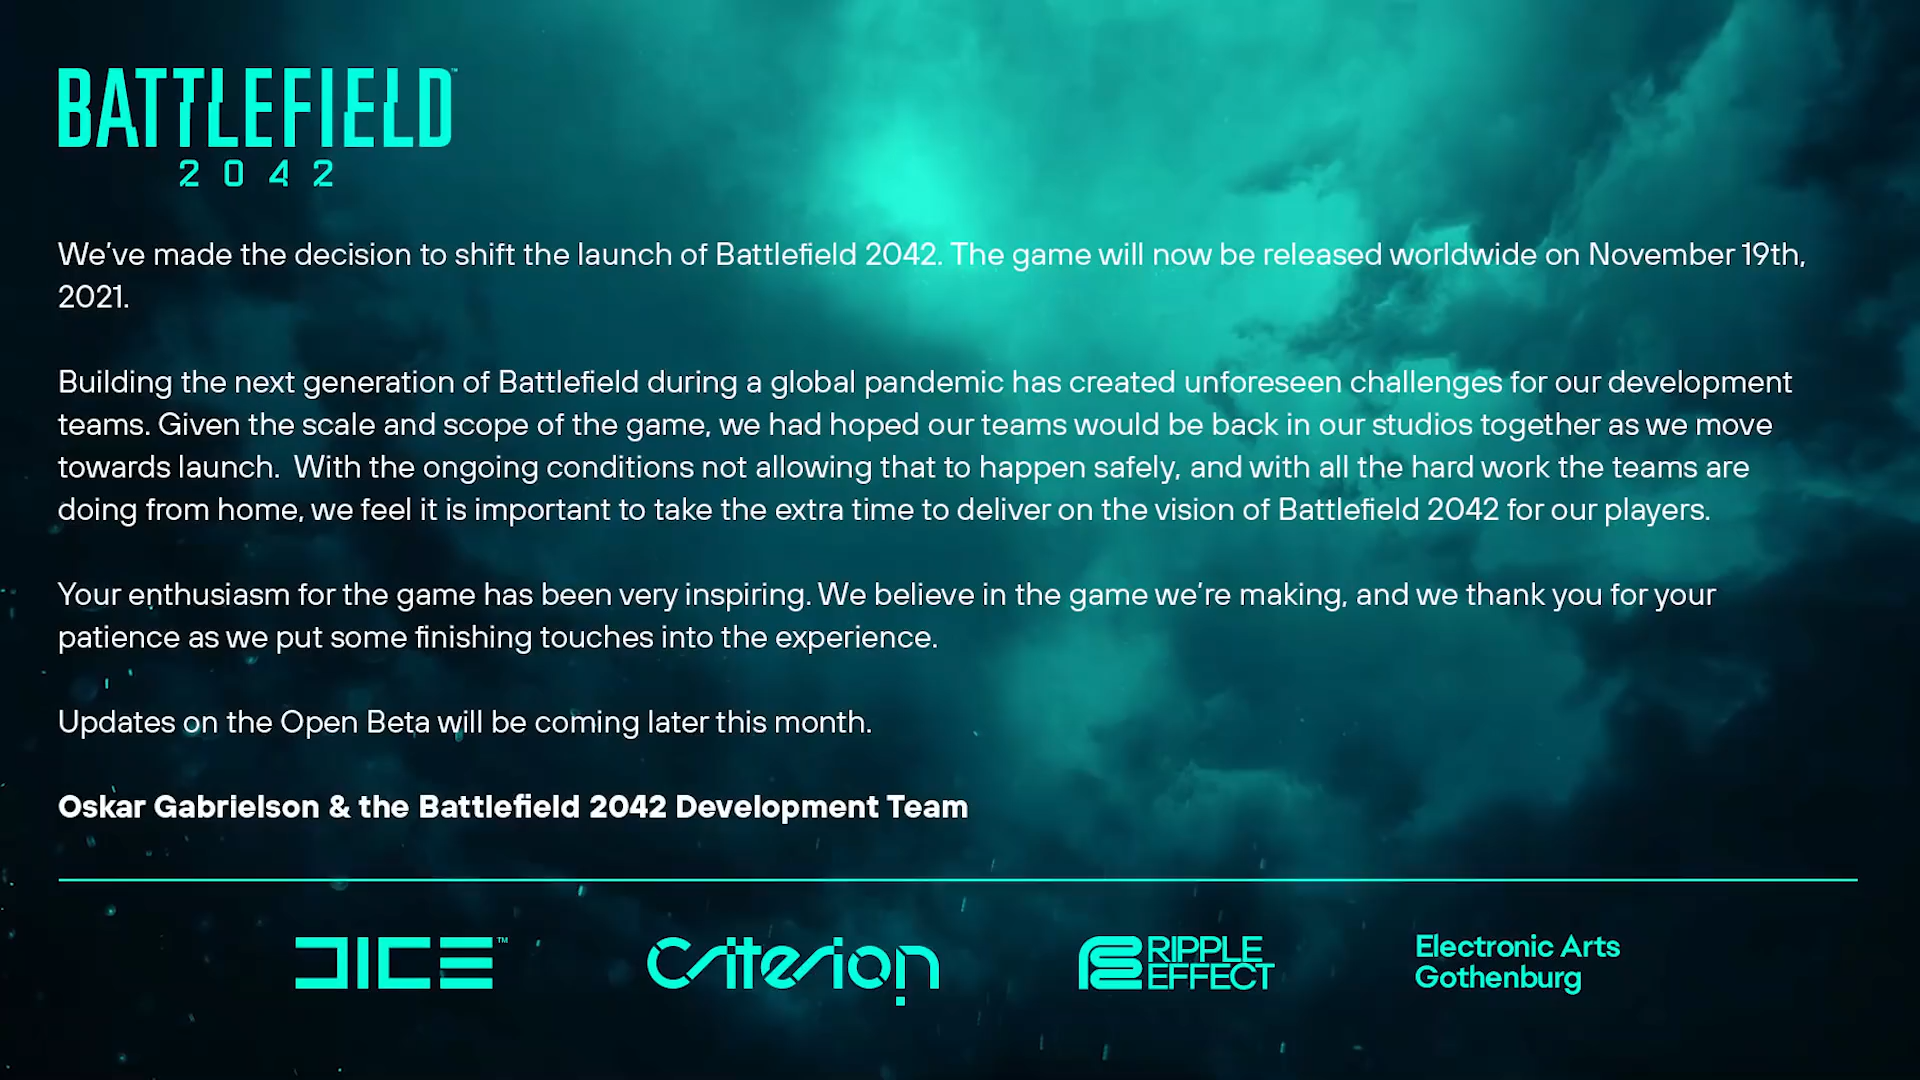 BATTLEFIELD™
2042
We’ve made the decision to shift the launch of Battlefield 2042. The game will now be released worldwide on November 19th,
2021.
Building the next generation of Battlefield during a global pandemic has created unforeseen challenges for our development
teams. Given the scale and scope of the game, we had hoped our teams would be back in our studios together as we move
towards launch.  With the ongoing conditions not allowing that to happen safely, and with all the hard work the teams are
doing from home, we feel it is important to take the extra time to deliver on the vision of Battlefield 2042 for our players.
Your enthusiasm for the game has been very inspiring. We believe in the game we’re making, and we thank you for your
patience as we put some finishing touches into the experience.
Updates on the Open Beta will be coming later this month.
Oskar Gabrielson & the Battlefield 2042 Development Team
DICE™
Criterion
RIPPLE
EFFECT
Electronic Arts
Gothenburg